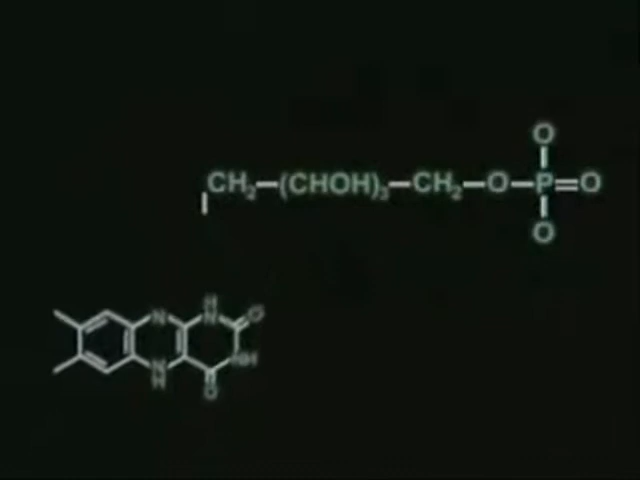 O
CH₂—(CHOH)₃—CH₂—O—P=O
O
H
N N O
NH
N
H O